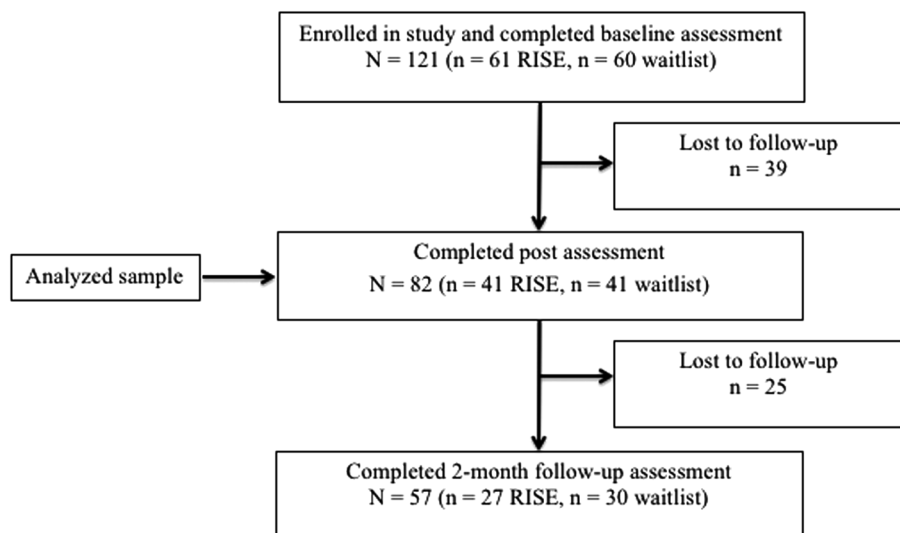 Enrolled in study and completed baseline assessment
N = 121 (n = 61 RISE, n = 60 waitlist)
Lost to follow-up
n = 39
Completed post assessment
N = 82 (n = 41 RISE, n = 41 waitlist)
Analyzed sample
Lost to follow-up
n = 25
Completed 2-month follow-up assessment
N = 57 (n = 27 RISE, n = 30 waitlist)